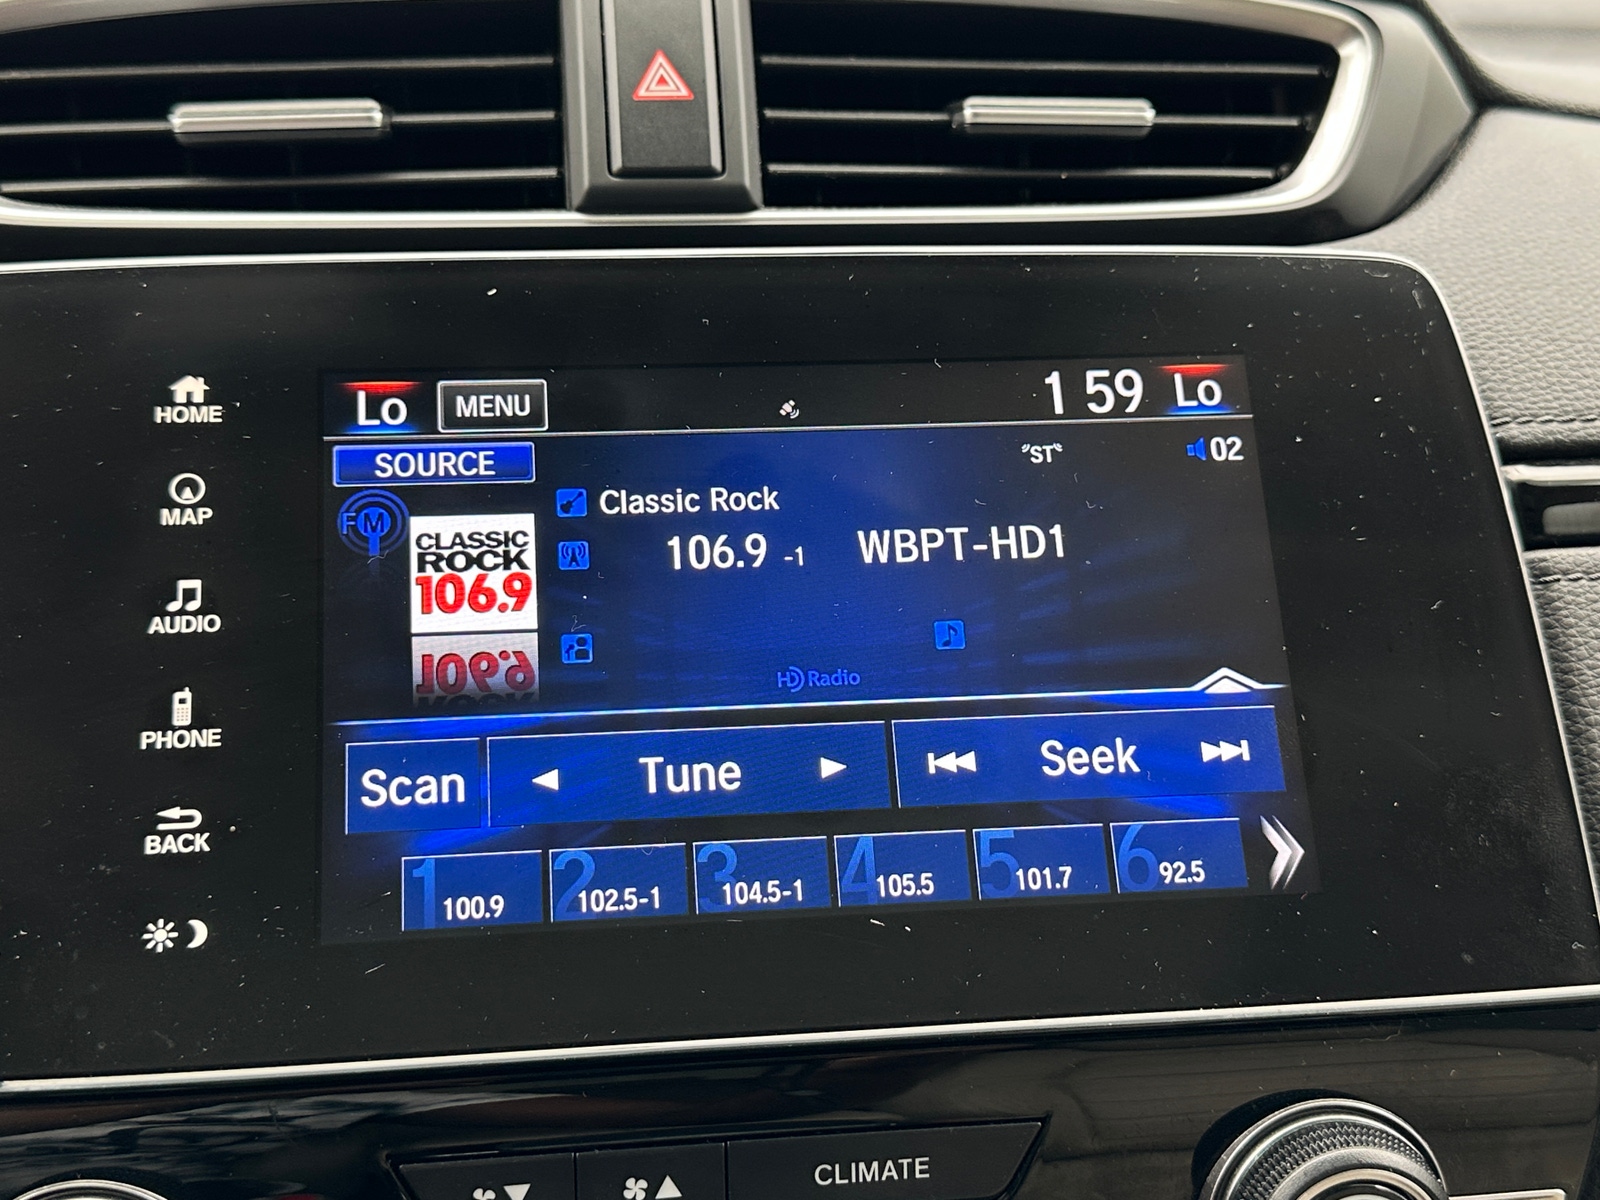 Lo MENU 1 59 Lo
SOURCE "ST" 02
FM
CLASSIC
ROCK
106.9
Classic Rock
106.9 -1 WBPT-HD1
HD Radio
Scan Tune Seek
1 100.9 2 102.5-1 3 104.5-1 4 105.5 5 101.7 6 92.5
HOME
MAP
AUDIO
PHONE
BACK
CLIMATE